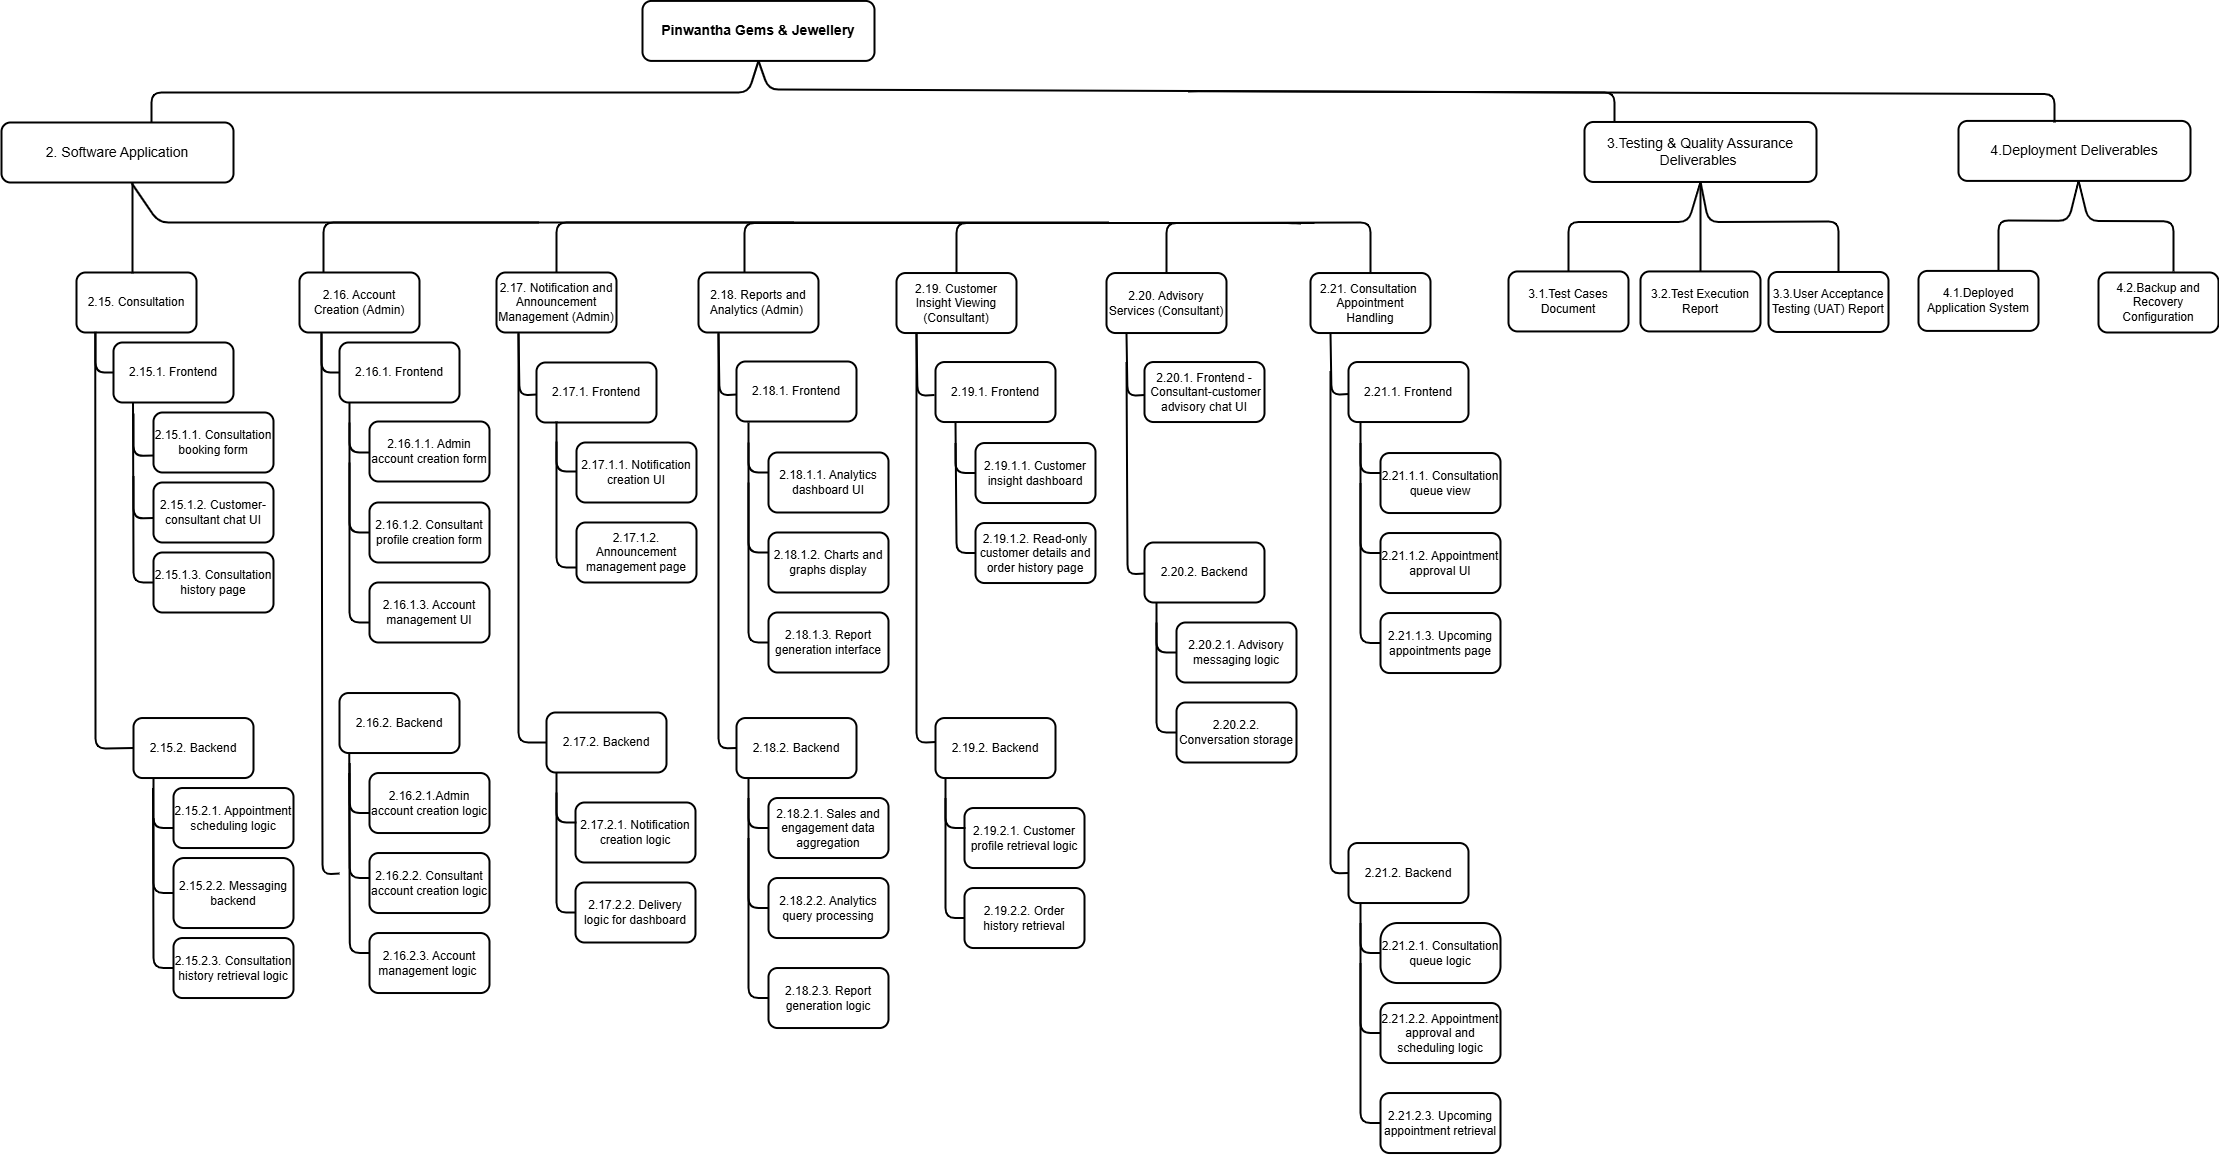 Pinwantha Gems & Jewellery
2. Software Application
3.Testing & Quality Assurance
Deliverables
4.Deployment Deliverables
2.15. Consultation
2.16. Account
Creation (Admin)
2.17. Notification and
Announcement
Management (Admin)
2.18. Reports and
Analytics (Admin)
2.19. Customer
Insight Viewing
(Consultant)
2.20. Advisory
Services (Consultant)
2.21. Consultation
Appointment
Handling
3.1.Test Cases
Document
3.2.Test Execution
Report
3.3.User Acceptance
Testing (UAT) Report
4.1.Deployed
Application System
4.2.Backup and
Recovery
Configuration
2.15.1. Frontend
2.15.1.1. Consultation
booking form
2.15.1.2. Customer-
consultant chat UI
2.15.1.3. Consultation
history page
2.15.2. Backend
2.15.2.1. Appointment
scheduling logic
2.15.2.2. Messaging
backend
2.15.2.3. Consultation
history retrieval logic
2.16.1. Frontend
2.16.1.1. Admin
account creation form
2.16.1.2. Consultant
profile creation form
2.16.1.3. Account
management UI
2.16.2. Backend
2.16.2.1.Admin
account creation logic
2.16.2.2. Consultant
account creation logic
2.16.2.3. Account
management logic
2.17.1. Frontend
2.17.1.1. Notification
creation UI
2.17.1.2.
Announcement
management page
2.17.2. Backend
2.17.2.1. Notification
creation logic
2.17.2.2. Delivery
logic for dashboard
2.18.1. Frontend
2.18.1.1. Analytics
dashboard UI
2.18.1.2. Charts and
graphs display
2.18.1.3. Report
generation interface
2.18.2. Backend
2.18.2.1. Sales and
engagement data
aggregation
2.18.2.2. Analytics
query processing
2.18.2.3. Report
generation logic
2.19.1. Frontend
2.19.1.1. Customer
insight dashboard
2.19.1.2. Read-only
customer details and
order history page
2.19.2. Backend
2.19.2.1. Customer
profile retrieval logic
2.19.2.2. Order
history retrieval
2.20.1. Frontend -
Consultant-customer
advisory chat UI
2.20.2. Backend
2.20.2.1. Advisory
messaging logic
2.20.2.2.
Conversation storage
2.21.1. Frontend
2.21.1.1. Consultation
queue view
2.21.1.2. Appointment
approval UI
2.21.1.3. Upcoming
appointments page
2.21.2. Backend
2.21.2.1. Consultation
queue logic
2.21.2.2. Appointment
approval and
scheduling logic
2.21.2.3. Upcoming
appointment retrieval